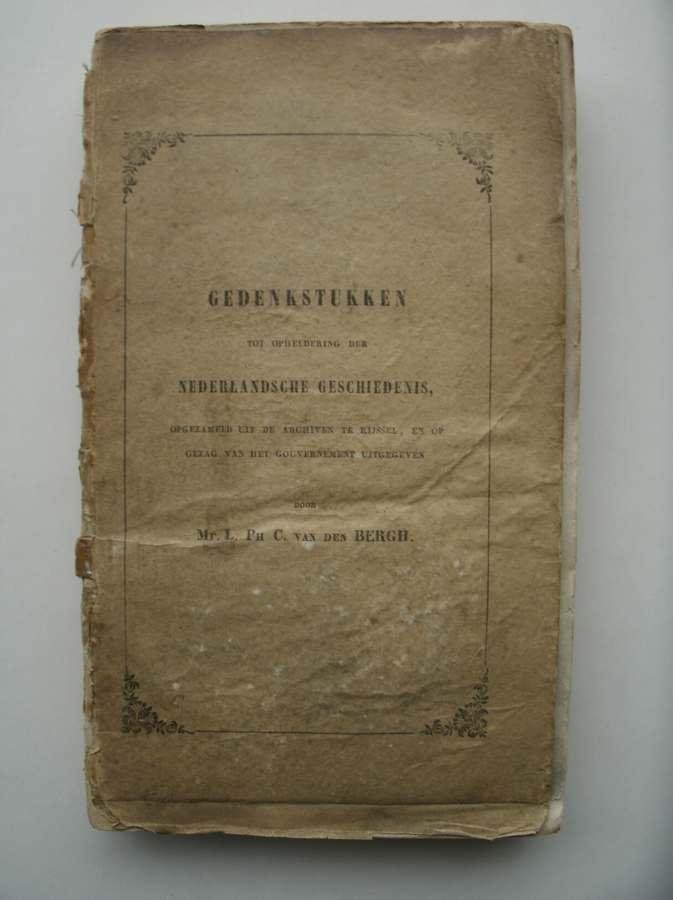 GEDENKSTUKKEN
TOT OPHELDERING DER
NEDERLANDSCHE GESCHIEDENIS,
OPGEZAMELD UIT DE ARCHIVEN TE RIJSSEL, EN OP
GEZAG VAN HET GOUVERNEMENT UITGEGEVEN
DOOR
Mr. L. PH C. VAN DEN BERGH.